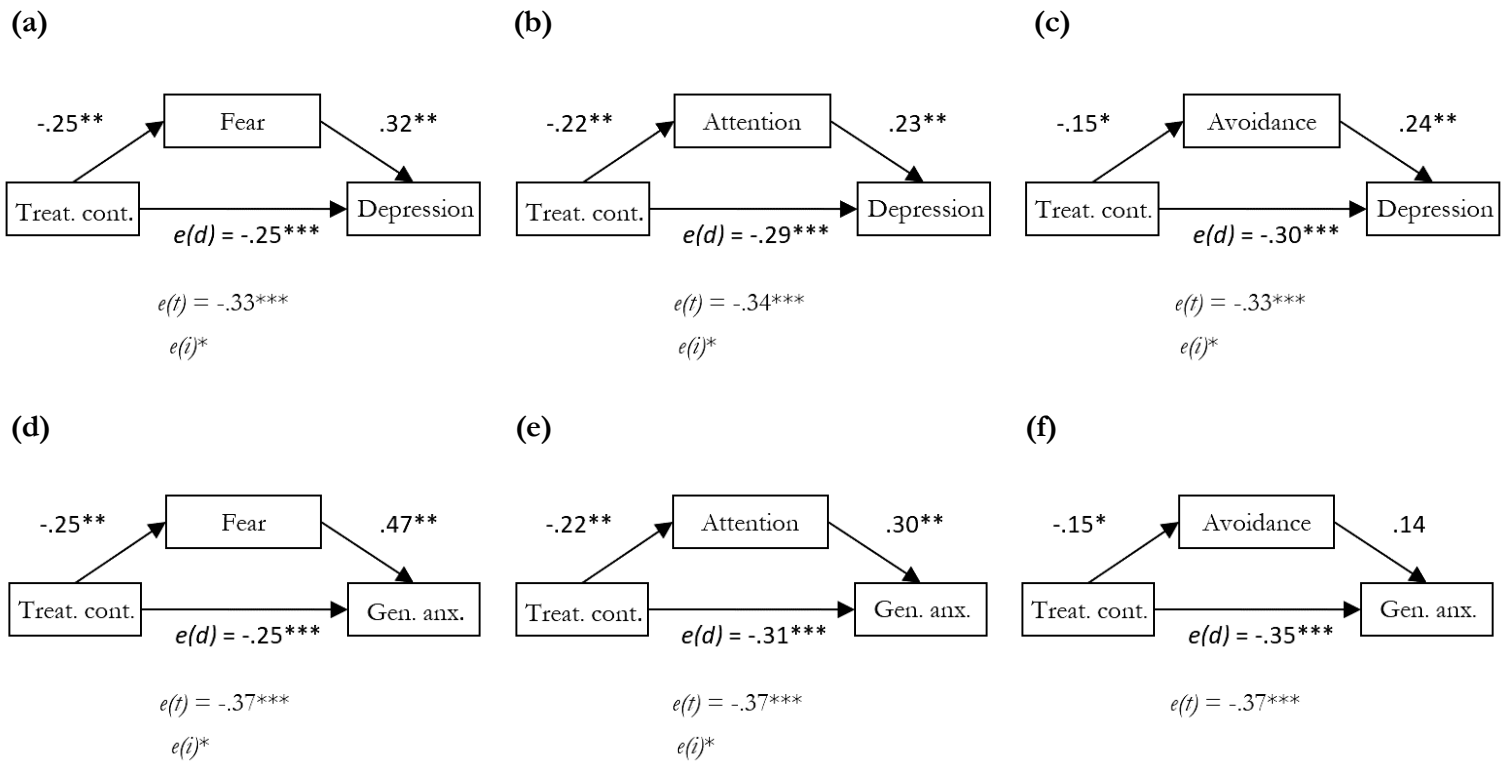 (a)
-.25**
Fear
.32**
Treat. cont.
Depression
e(d) = -.25***
e(t) = -.33***
e(i)*
(b)
-.22**
Attention
.23**
Treat. cont.
Depression
e(d) = -.29***
e(t) = -.34***
e(i)*
(c)
-.15*
Avoidance
.24**
Treat. cont.
Depression
e(d) = -.30***
e(t) = -.33***
e(i)*
(d)
-.25**
Fear
.47**
Treat. cont.
Gen. anx.
e(d) = -.25***
e(t) = -.37***
e(i)*
(e)
-.22**
Attention
.30**
Treat. cont.
Gen. anx.
e(d) = -.31***
e(t) = -.37***
e(i)*
(f)
-.15*
Avoidance
.14
Treat. cont.
Gen. anx.
e(d) = -.35***
e(t) = -.37***